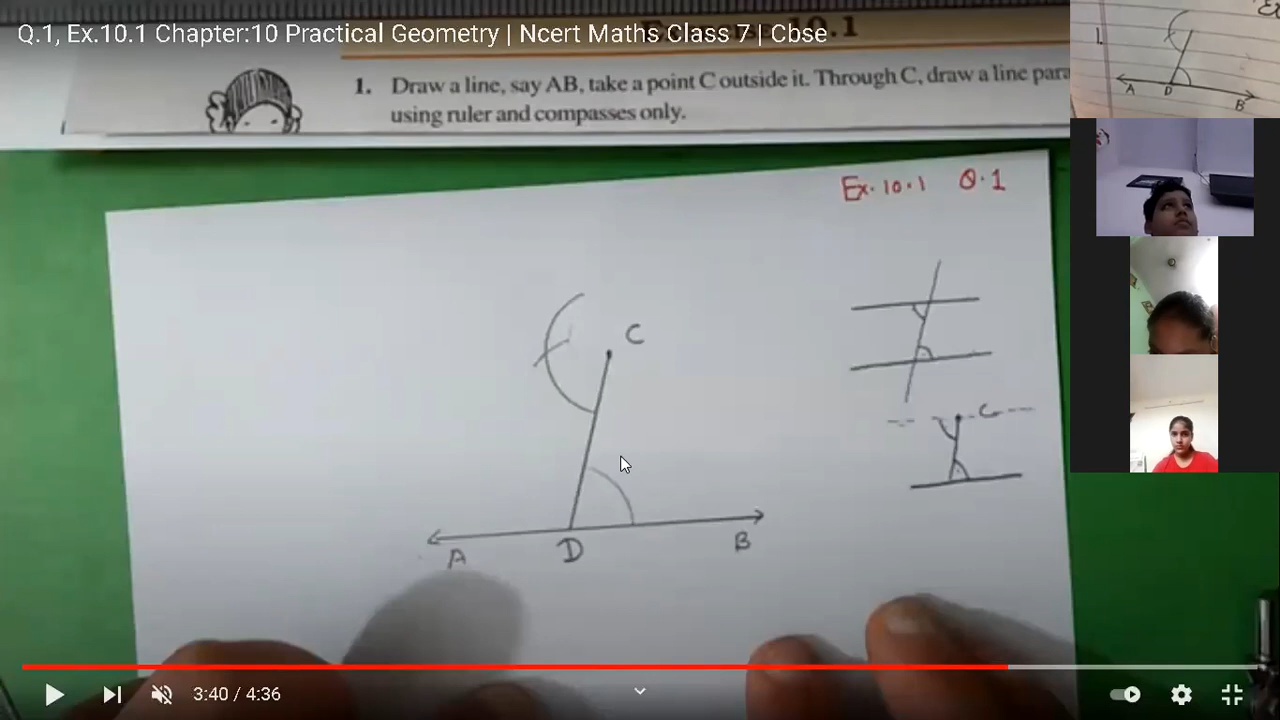 Q.1, Ex.10.1 Chapter:10 Practical Geometry | Ncert Maths Class 7 | Cbse
1. Draw a line, say AB, take a point C outside it. Through C, draw a line
using ruler and compasses only.
Ex. 10.1 Q.1
C
A D B
C
1.
A D B
3:40 / 4:36